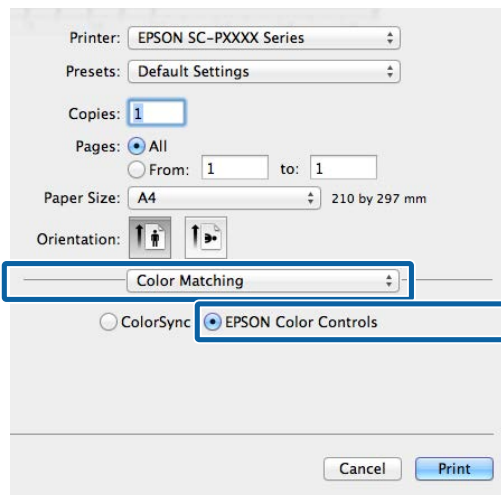 Printer: EPSON SC-PXXXX Series
Presets: Default Settings
Copies: 1
Pages: All
From: 1 to: 1
Paper Size: A4 210 by 297 mm
Orientation:
Color Matching
ColorSync EPSON Color Controls
Cancel Print